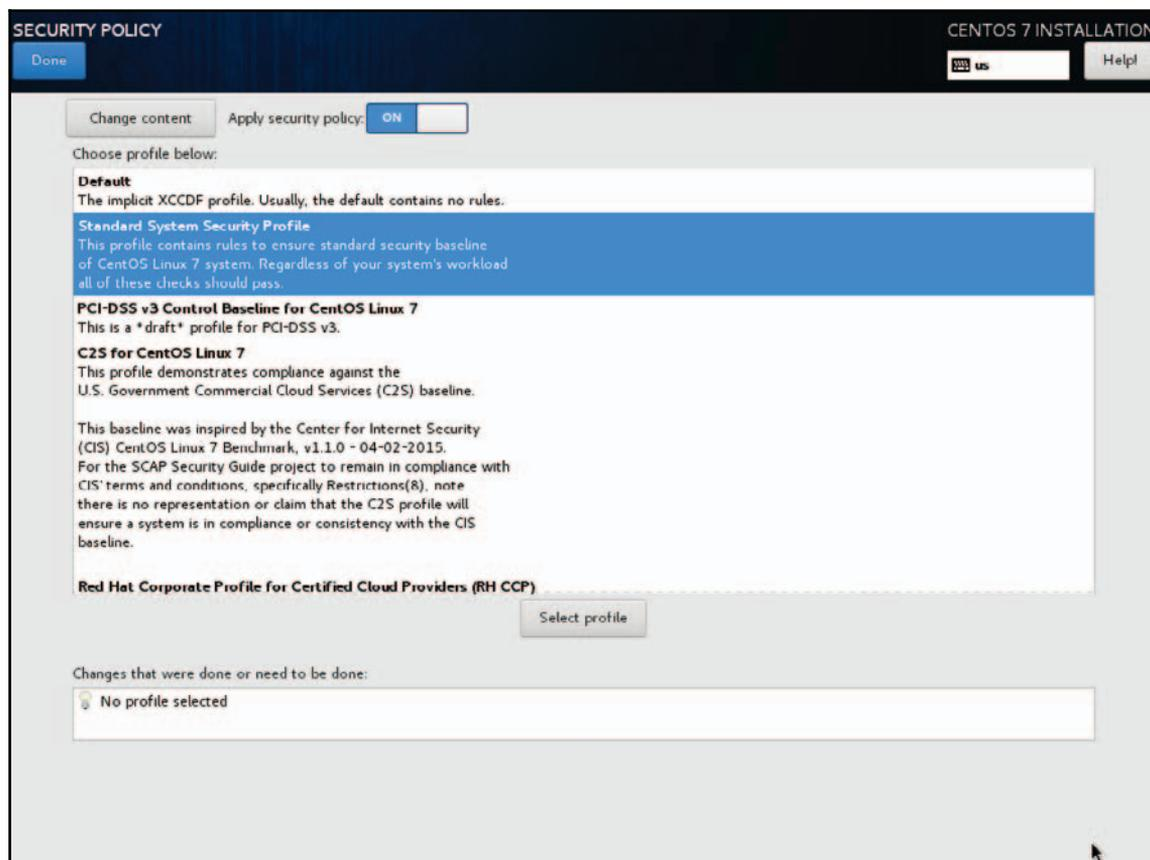 SECURITY POLICY
CENTOS 7 INSTALLATION
Done
us
Help!
Change content
Apply security policy:
ON
Choose profile below:
Default
The implicit XCCDF profile. Usually, the default contains no rules.
Standard System Security Profile
This profile contains rules to ensure standard security baseline
of CentOS Linux 7 system. Regardless of your system's workload
all of these checks should pass.
PCI-DSS v3 Control Baseline for CentOS Linux 7
This is a *draft* profile for PCI-DSS v3.
C2S for CentOS Linux 7
This profile demonstrates compliance against the
U.S. Government Commercial Cloud Services (C2S) baseline.
This baseline was inspired by the Center for Internet Security
(CIS) CentOS Linux 7 Benchmark, v1.1.0 - 04-02-2015.
For the SCAP Security Guide project to remain in compliance with
CIS' terms and conditions, specifically Restrictions(8), note
there is no representation or claim that the C2S profile will
ensure a system is in compliance or consistency with the CIS
baseline.
Red Hat Corporate Profile for Certified Cloud Providers (RH CCP)
Select profile
Changes that were done or need to be done:
No profile selected